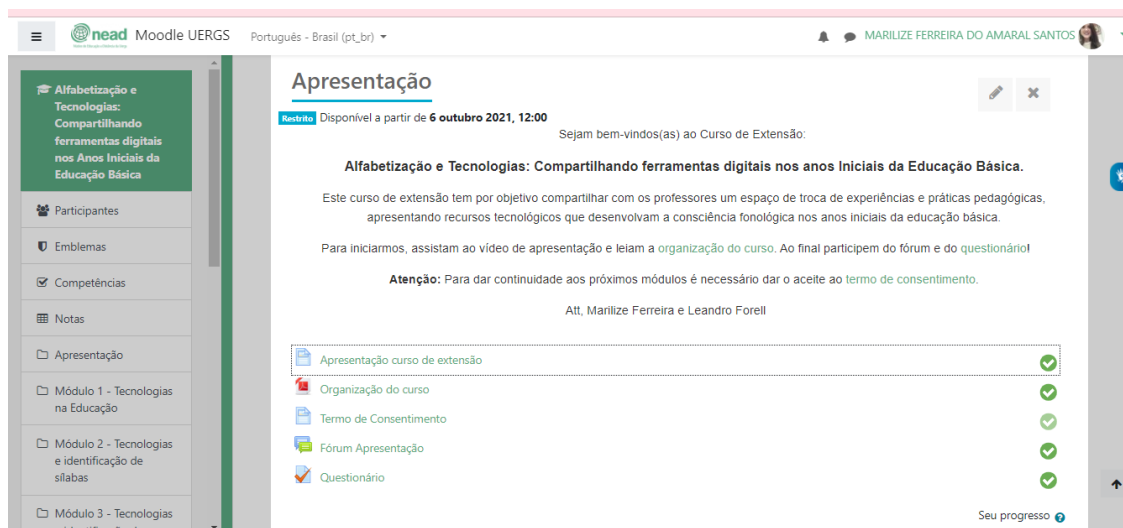 nead Moodle UERGS Português - Brasil (pt_br) MARILIZE FERREIRA DO AMARAL SANTOS
Alfabetização e
Tecnologias:
Compartilhando
ferramentas digitais
nos Anos Iniciais da
Educação Básica
Participantes
Emblemas
Competências
Notas
Apresentação
Módulo 1 - Tecnologias
na Educação
Módulo 2 - Tecnologias
e identificação de
sílabas
Módulo 3 - Tecnologias
Apresentação
Restrito Disponível a partir de 6 outubro 2021, 12:00
Sejam bem-vindos(as) ao Curso de Extensão:
Alfabetização e Tecnologias: Compartilhando ferramentas digitais nos anos Iniciais da Educação Básica.
Este curso de extensão tem por objetivo compartilhar com os professores um espaço de troca de experiências e práticas pedagógicas,
apresentando recursos tecnológicos que desenvolvam a consciência fonológica nos anos iniciais da educação básica.
Para iniciarmos, assistam ao vídeo de apresentação e leiam a organização do curso. Ao final participem do fórum e do questionário!
Atenção: Para dar continuidade aos próximos módulos é necessário dar o aceite ao termo de consentimento.
Att, Marilize Ferreira e Leandro Forell
Apresentação curso de extensão
Organização do curso
Termo de Consentimento
Fórum Apresentação
Questionário
Seu progresso